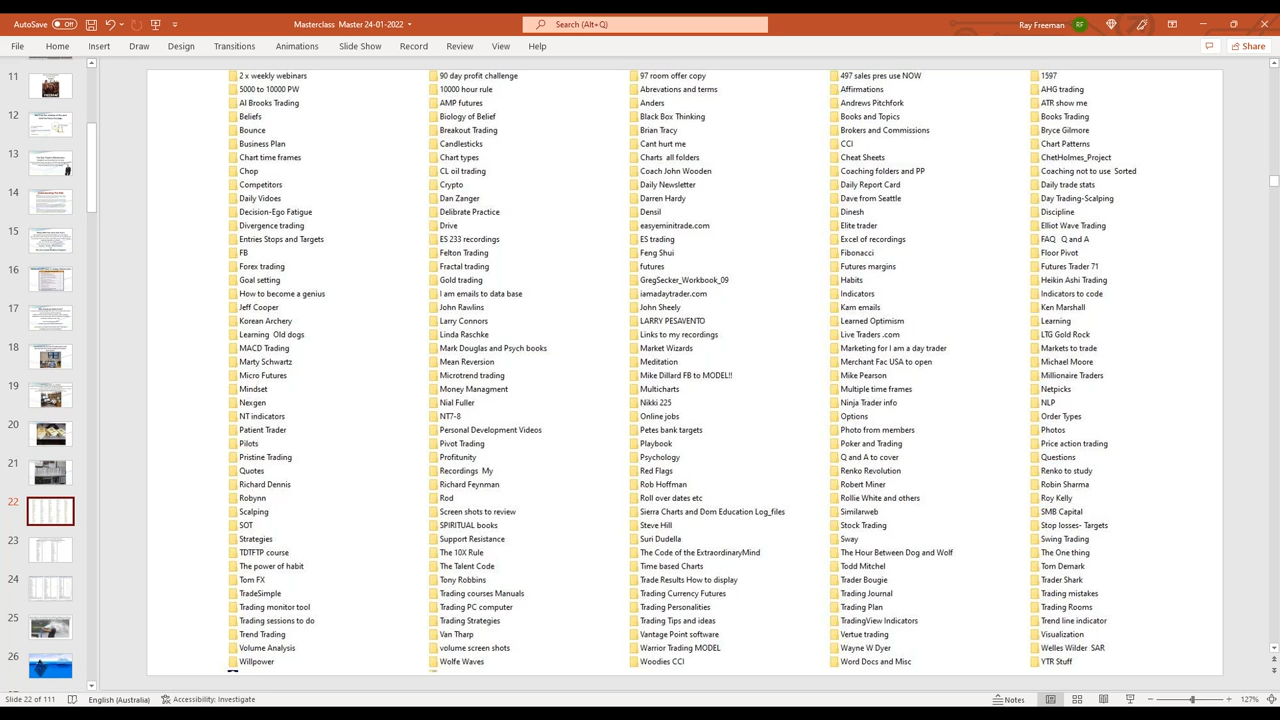 AutoSave Off Masterclass Master 24-01-2022 Search (Alt+Q) Ray Freeman RF
File Home Insert Draw Design Transitions Animations Slide Show Record Review View Help Share
11
12
13
14
15
16
17
18
19
20
21
22
23
24
25
26
2 x weekly webinars 90 day profit challenge 97 room offer copy 497 sales pres use NOW 1597
5000 to 10000 PW 10000 hour rule Abrevations and terms Affirmations AHG trading
Al Brooks Trading AMP futures Anders Andrews Pitchfork ATR show me
Beliefs Biology of Belief Black Box Thinking Books and Topics Books Trading
Bounce Breakout Trading Brian Tracy Brokers and Commissions Bryce Gilmore
Business Plan Candlesticks Cant hurt me CCI Chart Patterns
Chart time frames Chart types Charts all folders Cheat Sheets ChetHolmes_Project
Chop CL oil trading Coach John Wooden Coaching folders and PP Coaching not to use Sorted
Competitors Crypto Daily Newsletter Daily Report Card Daily trade stats
Daily Vidoes Dan Zanger Darren Hardy Dave from Seattle Day Trading-Scalping
Decision-Ego Fatigue Delibrate Practice Densil Dinesh Discipline
Divergence trading Drive easyeminitrade.com Elite trader Elliot Wave Trading
Entries Stops and Targets ES 233 recordings ES trading Excel of recordings FAQ Q and A
FB Felton Trading Feng Shui Fibonacci Floor Pivot
Forex trading Fractal trading futures Futures margins Futures Trader 71
Goal setting Gold trading GregSecker_Workbook_09 Habits Heikin Ashi Trading
How to become a genius I am emails to data base iamadaytrader.com Indicators Indicators to code
Jeff Cooper John Rawlins John Sheely Kam emails Ken Marshall
Korean Archery Larry Connors LARRY PESAVENTO Learned Optimism Learning
Learning Old dogs Linda Raschke Links to my recordings Live Traders .com LTG Gold Rock
MACD Trading Mark Douglas and Psych books Market Wizards Marketing for I am a day trader Markets to trade
Marty Schwartz Mean Reversion Meditation Merchant Fac USA to open Michael Moore
Micro Futures Microtrend trading Mike Dillard FB to MODEL!! Mike Pearson Millionaire Traders
Mindset Money Managment Multicharts Multiple time frames Netpicks
Nexgen Nial Fuller Nikki 225 Ninja Trader info NLP
NT indicators NT7-8 Online jobs Options Order Types
Patient Trader Personal Development Videos Petes bank targets Photo from members Photos
Pilots Pivot Trading Playbook Poker and Trading Price action trading
Pristine Trading Profitunity Psychology Q and A to cover Questions
Quotes Recordings My Red Flags Renko Revolution Renko to study
Richard Dennis Richard Feynman Rob Hoffman Robert Miner Robin Sharma
Robynn Rod Roll over dates etc Rollie White and others Roy Kelly
Scalping Screen shots to review Sierra Charts and Dom Education Log_files Similarweb SMB Capital
SOT SPIRITUAL books Steve Hill Stock Trading Stop losses- Targets
Strategies Support Resistance Suri Dudella Sway Swing Trading
TDTFTP course The 10X Rule The Code of the ExtraordinaryMind The Hour Between Dog and Wolf The One thing
The power of habit The Talent Code Time based Charts Todd Mitchel Tom Demark
Tom FX Tony Robbins Trade Results How to display Trader Bougie Trader Shark
TradeSimple Trading courses Manuals Trading Currency Futures Trading Journal Trading mistakes
Trading monitor tool Trading PC computer Trading Personalities Trading Plan Trading Rooms
Trading sessions to do Trading Strategies Trading Tips and ideas TradingView Indicators Trend line indicator
Trend Trading Van Tharp Vantage Point software Vertue trading Visualization
Volume Analysis volume screen shots Warrior Trading MODEL Wayne W Dyer Welles Wilder SAR
Willpower Wolfe Waves Woodies CCI Word Docs and Misc YTR Stuff
Slide 22 of 111 English (Australia) Accessibility: Investigate Notes 127%